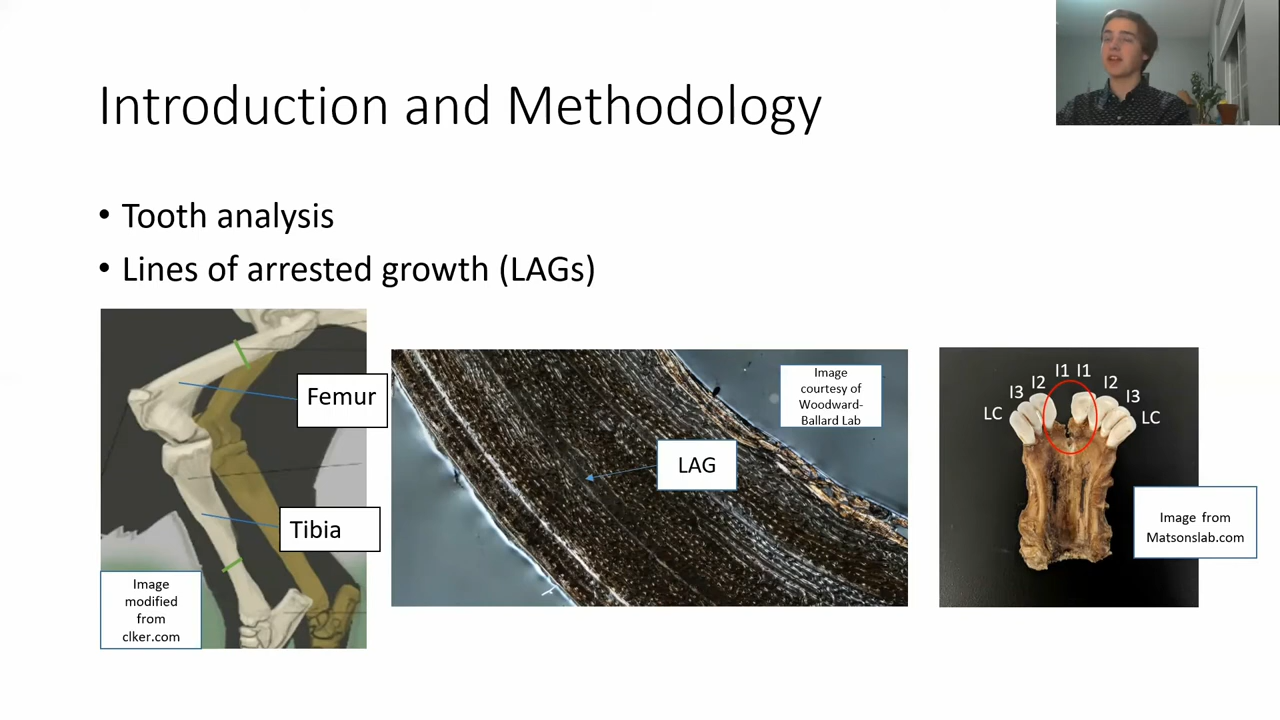 Introduction and Methodology
• Tooth analysis
• Lines of arrested growth (LAGs)
Femur
Tibia
Image
modified
from
clker.com
Image
courtesy of
Woodward-
Ballard Lab
LAG
I1 I1
I2 I2
I3 I3
LC LC
Image from
Matsonslab.com